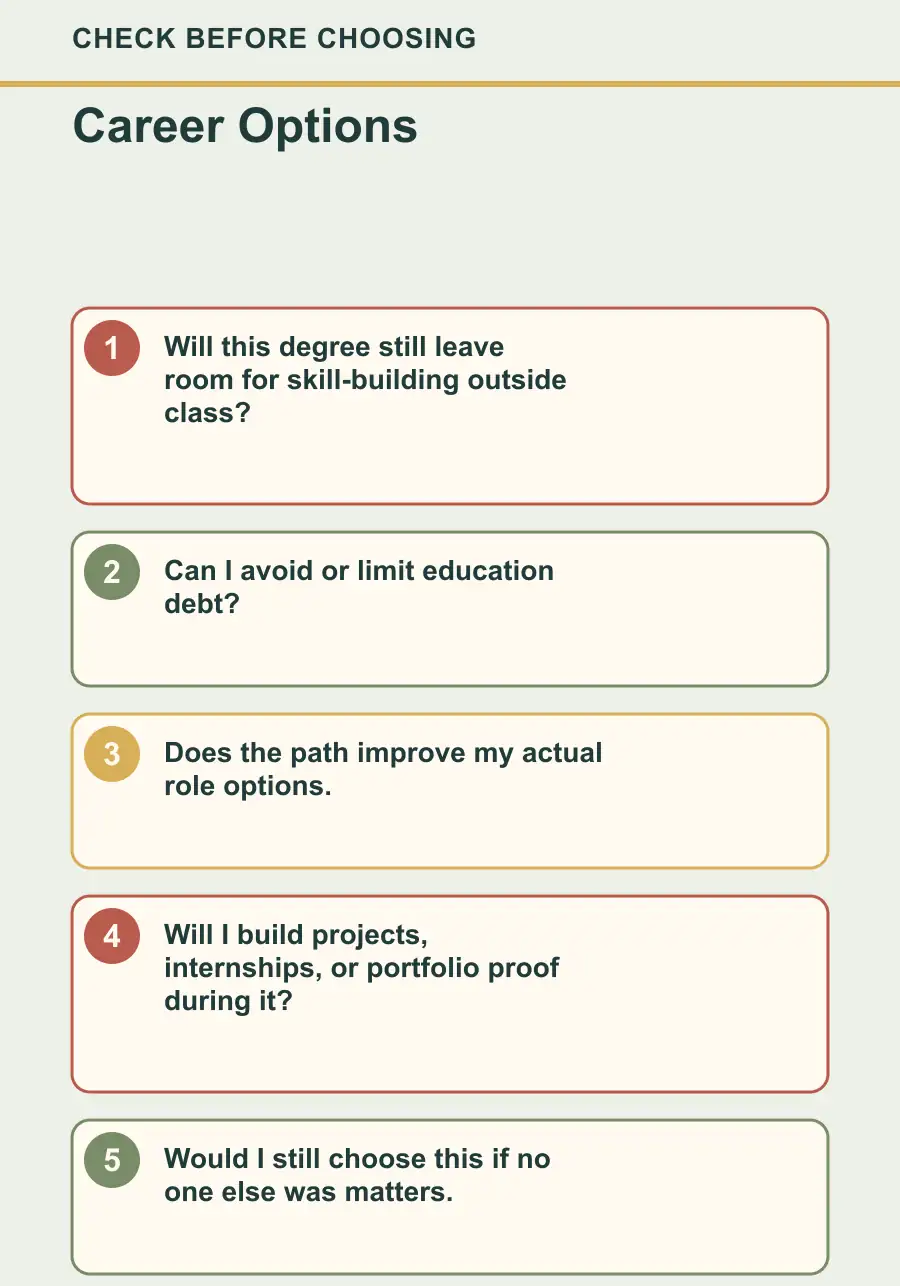 CHECK BEFORE CHOOSING
Career Options
1
Will this degree still leave
room for skill-building outside
class?
2
Can I avoid or limit education
debt?
3
Does the path improve my actual
role options.
4
Will I build projects,
internships, or portfolio proof
during it?
5
Would I still choose this if no
one else was matters.